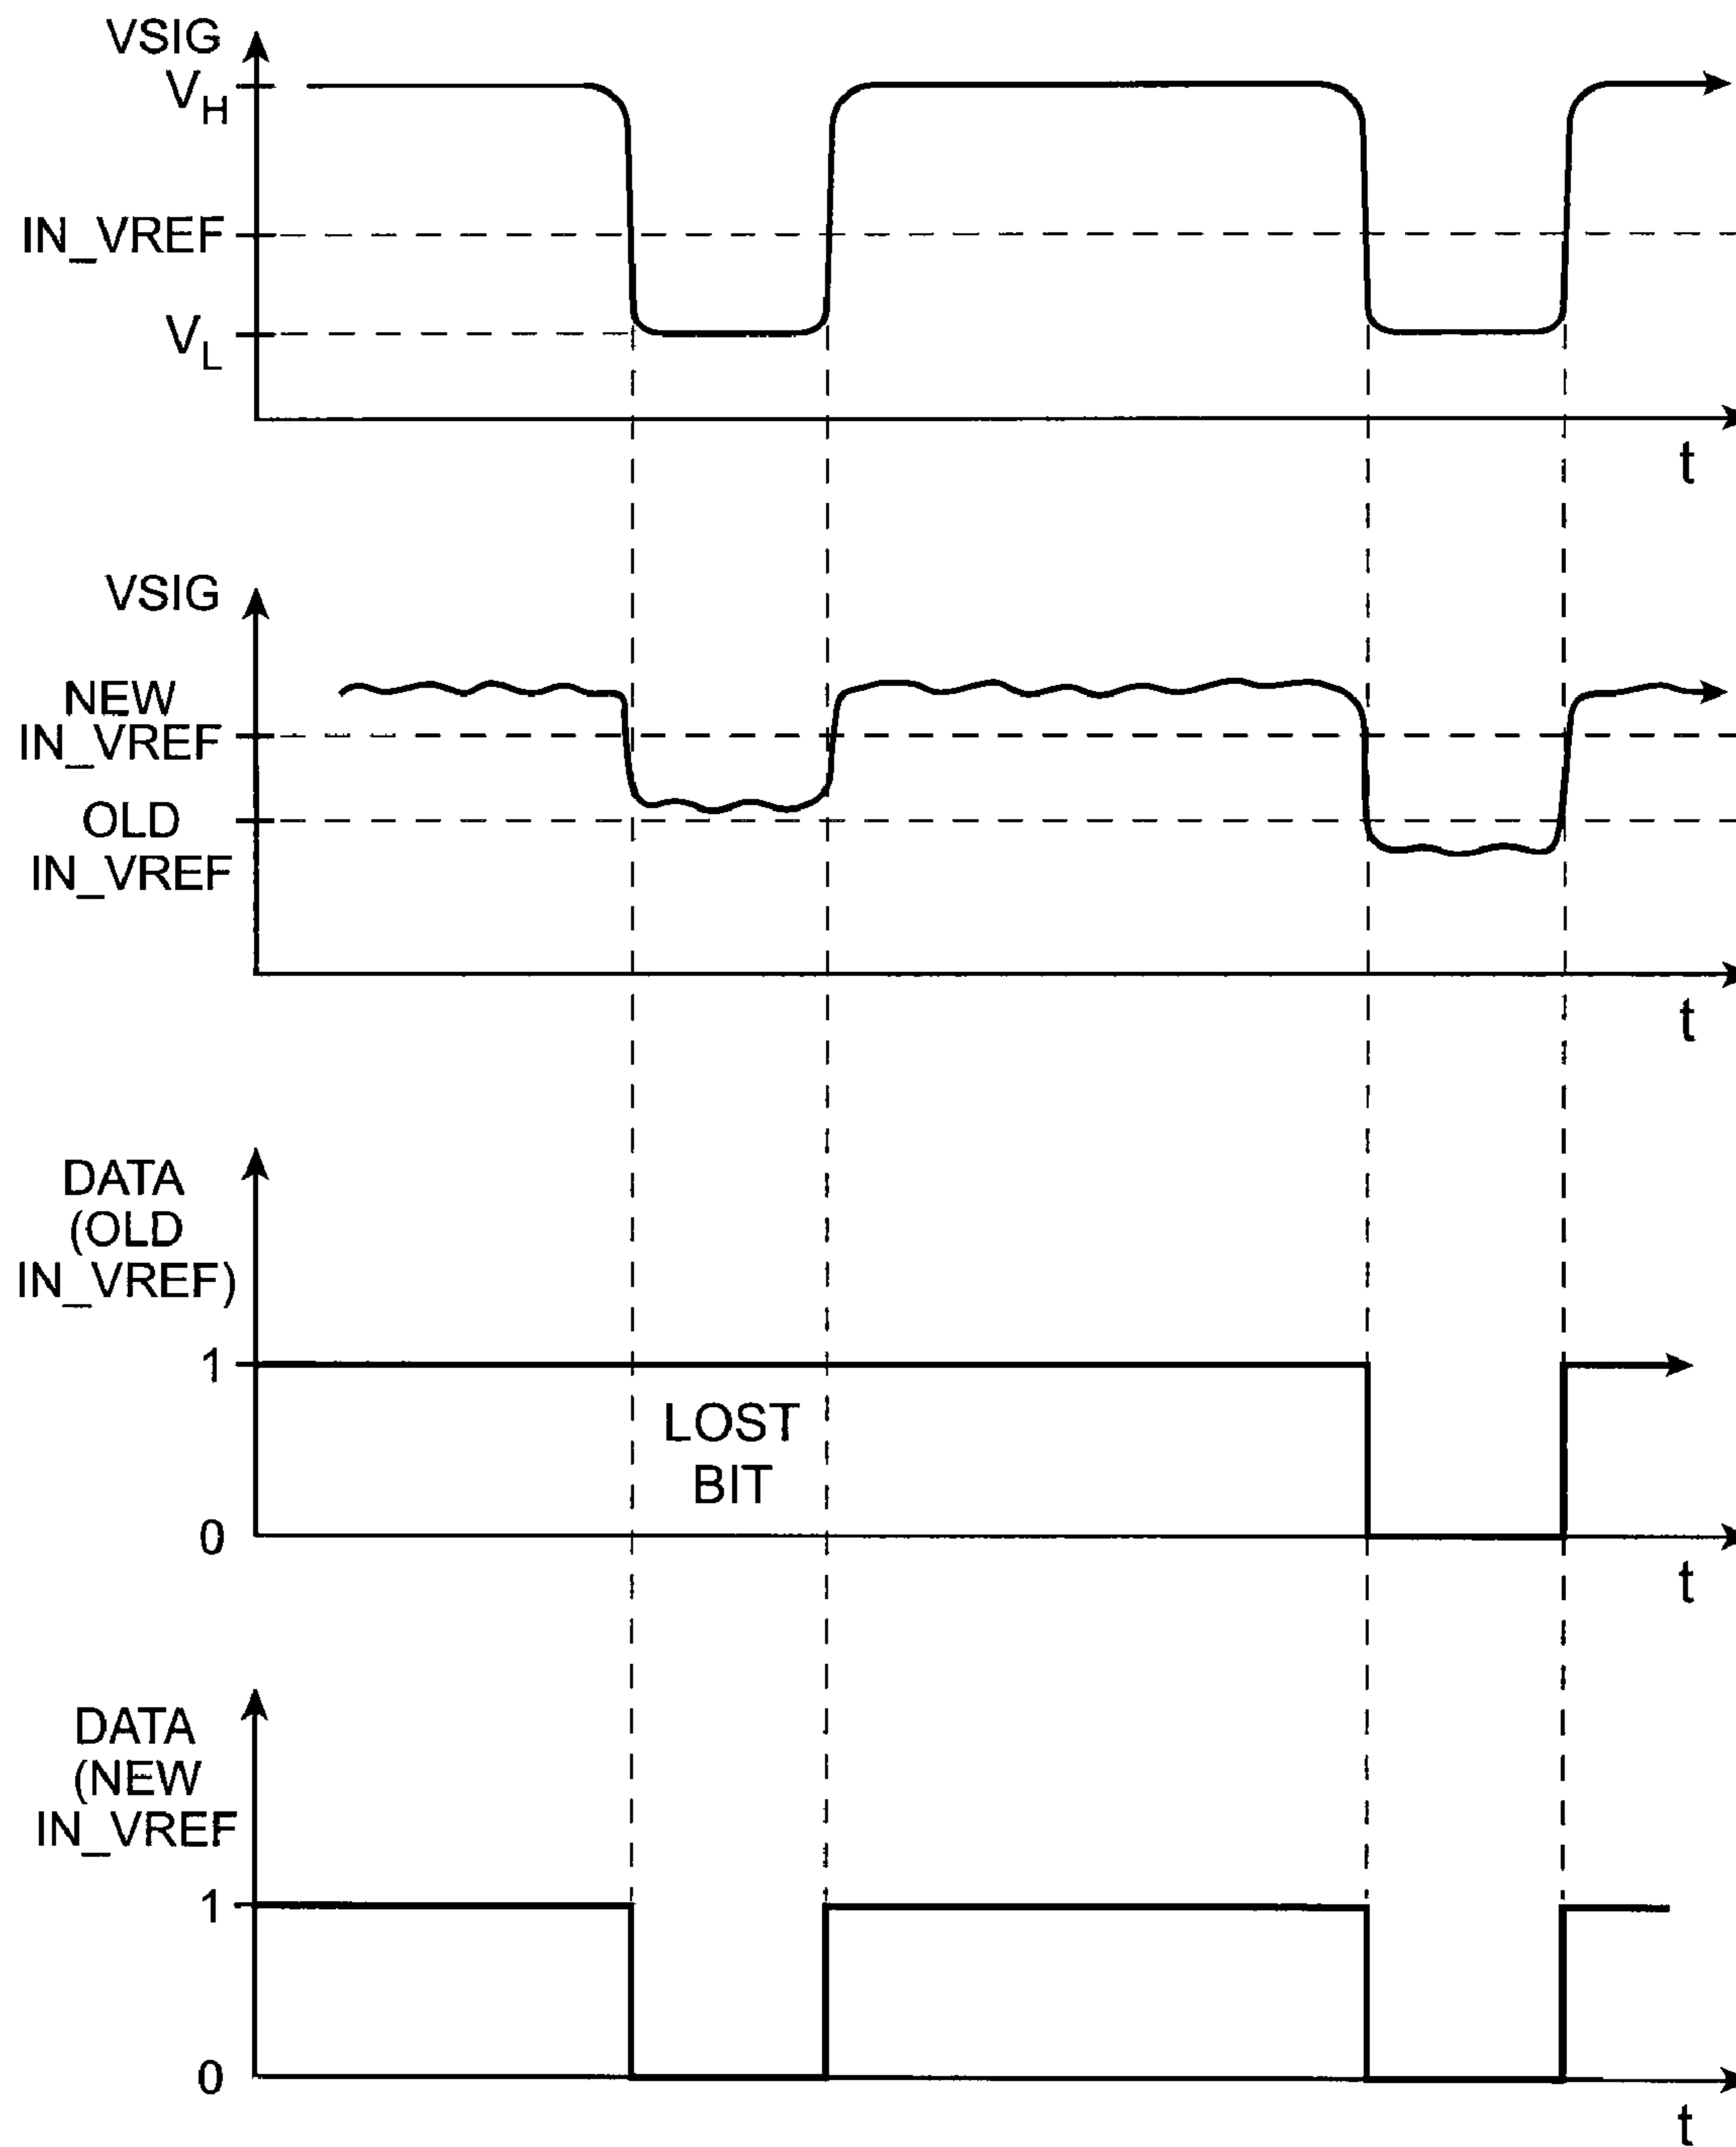 VSIG
V_H
IN_VREF
V_L
t
VSIG
NEW
IN_VREF
OLD
IN_VREF
t
DATA
(OLD
IN_VREF)
1
LOST
BIT
0
t
DATA
(NEW
IN_VREF
1
0
t